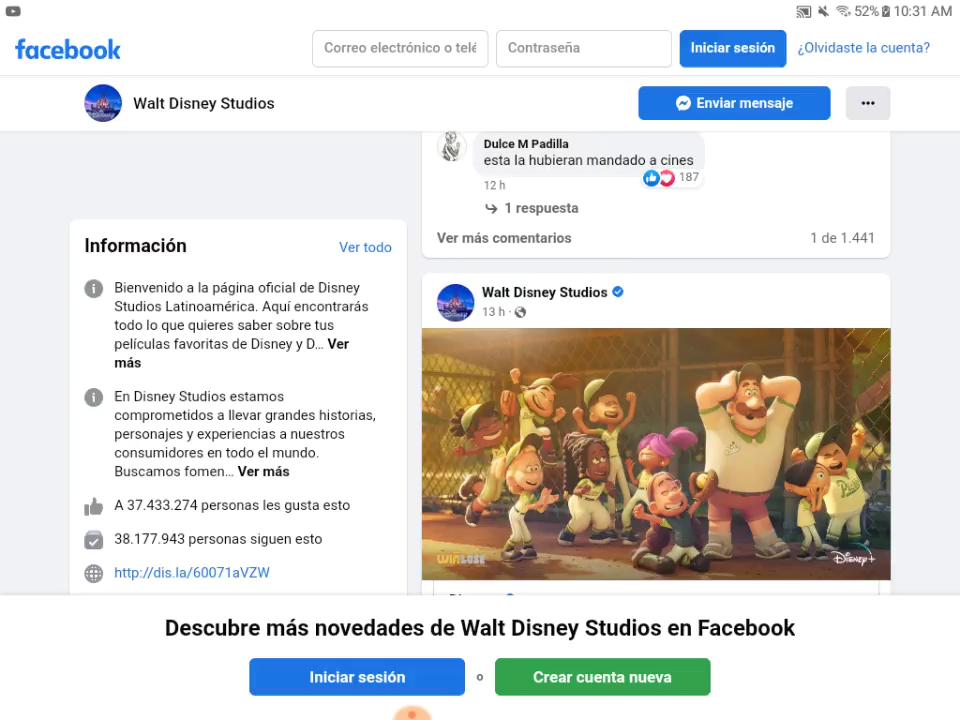 52% 10:31 AM
facebook
Correo electrónico o telé
Contraseña
Iniciar sesión
¿Olvidaste la cuenta?
Walt Disney Studios
Enviar mensaje
Dulce M Padilla
esta la hubieran mandado a cines
187
12 h
1 respuesta
Ver más comentarios
1 de 1.441
Información
Ver todo
Bienvenido a la página oficial de Disney
Studios Latinoamérica. Aquí encontrarás
todo lo que quieres saber sobre tus
películas favoritas de Disney y D... Ver
más
En Disney Studios estamos
comprometidos a llevar grandes historias,
personajes y experiencias a nuestros
consumidores en todo el mundo.
Buscamos fomen... Ver más
A 37.433.274 personas les gusta esto
38.177.943 personas siguen esto
http://dis.la/60071aVZW
Walt Disney Studios
13 h ·
WIN LOSE
Disney+
Descubre más novedades de Walt Disney Studios en Facebook
Iniciar sesión
o
Crear cuenta nueva